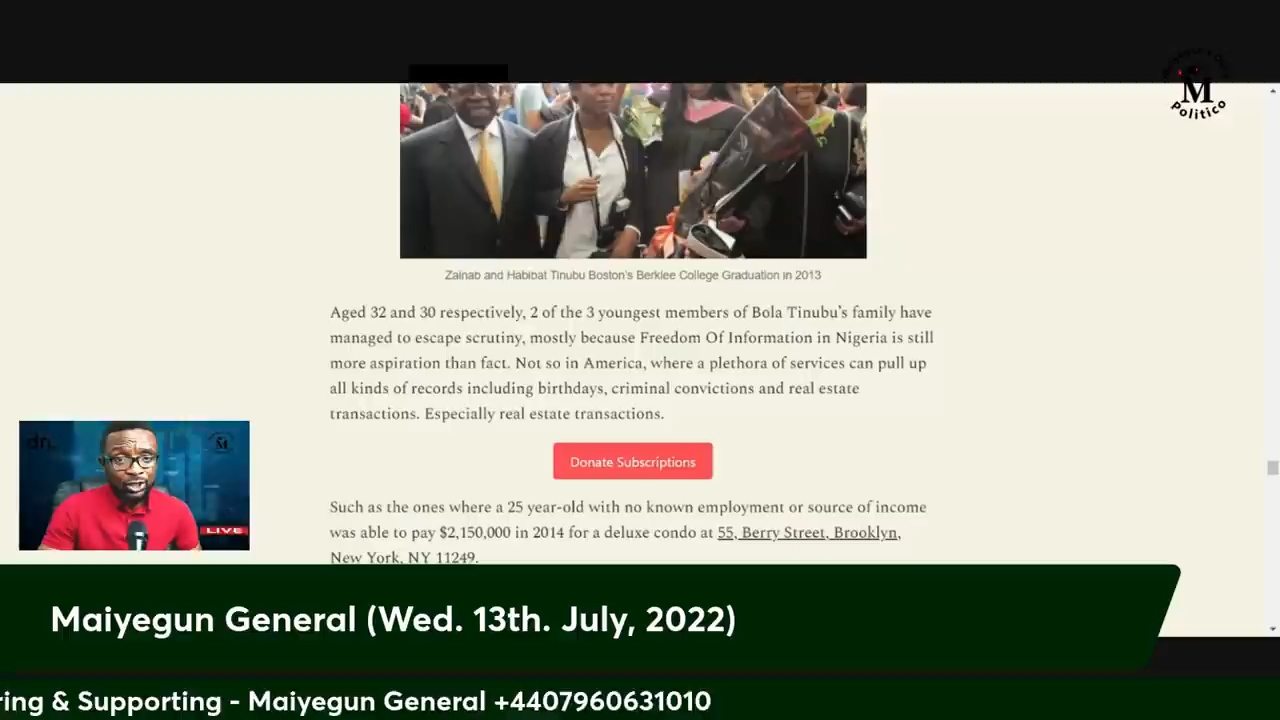 M
Politico
Zainab and Habibat Tinubu Boston's Berklee College Graduation in 2013
Aged 32 and 30 respectively, 2 of the 3 youngest members of Bola Tinubu's family have
managed to escape scrutiny, mostly because Freedom Of Information in Nigeria is still
more aspiration than fact. Not so in America, where a plethora of services can pull up
all kinds of records including birthdays, criminal convictions and real estate
transactions. Especially real estate transactions.
Donate Subscriptions
Such as the ones where a 25 year-old with no known employment or source of income
was able to pay $2,150,000 in 2014 for a deluxe condo at 55, Berry Street, Brooklyn,
New York, NY 11249.
LIVE
Maiyegun General (Wed. 13th. July, 2022)
ring & Supporting - Maiyegun General +4407960631010